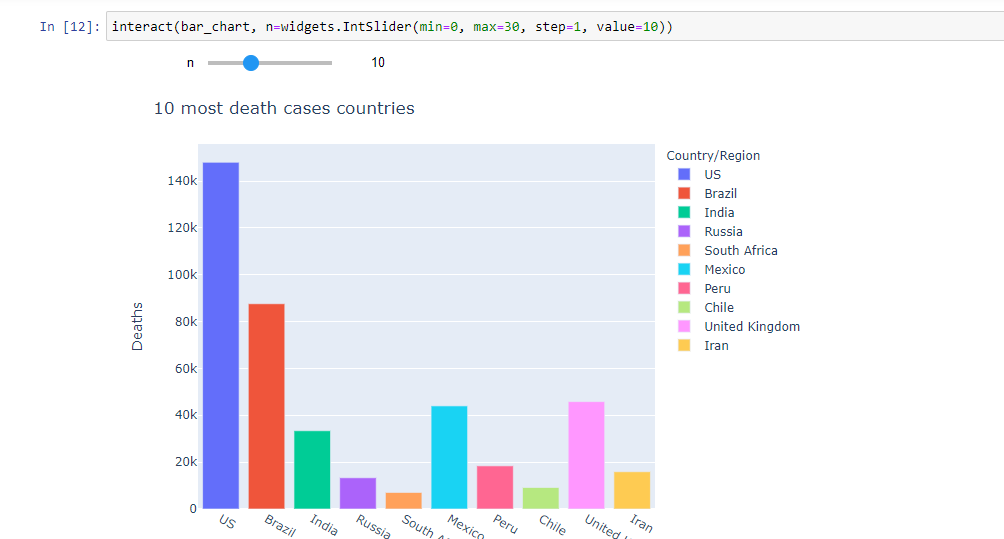 In [12]: interact(bar_chart, n=widgets.IntSlider(min=0, max=30, step=1, value=10))
n 10
10 most death cases countries
Country/Region
US
Brazil
India
Russia
South Africa
Mexico
Peru
Chile
United Kingdom
Iran
Deaths
140k
120k
100k
80k
60k
40k
20k
0
US Brazil India Russia South Mexico Peru Chile United Iran